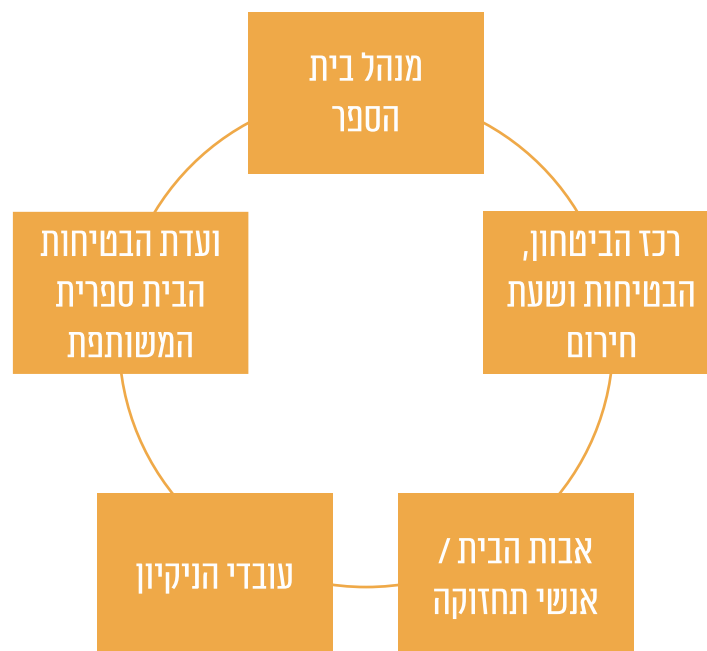 מנהל בית
הספר
רכז הביטחון,
הבטיחות ושעת
חירום
אבות הבית /
אנשי תחזוקה
עובדי הניקיון
ועדת הבטיחות
הבית ספרית
המשותפת